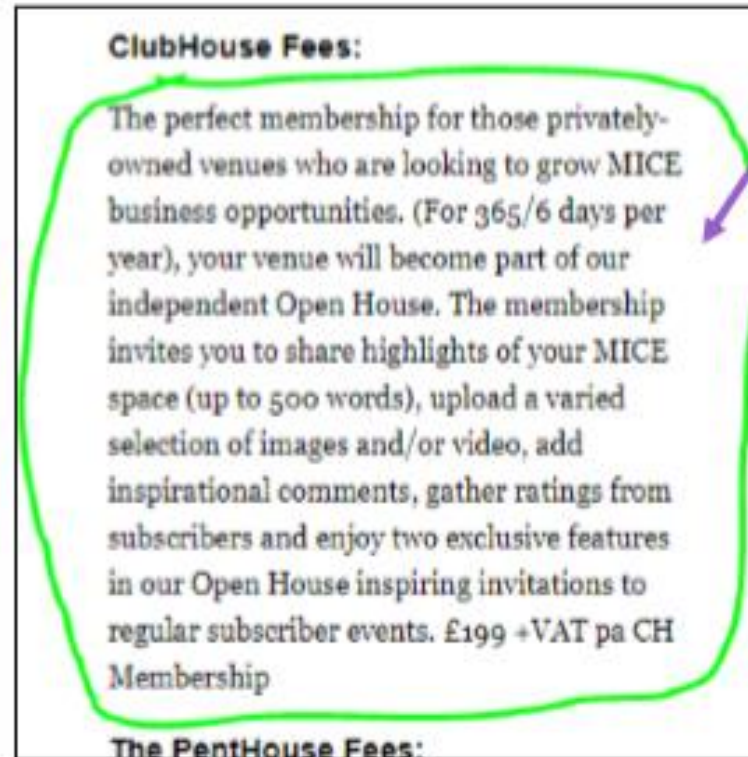 ClubHouse Fees:
The perfect membership for those privately-
owned venues who are looking to grow MICE
business opportunities. (For 365/6 days per
year), your venue will become part of our
independent Open House. The membership
invites you to share highlights of your MICE
space (up to 500 words), upload a varied
selection of images and/or video, add
inspirational comments, gather ratings from
subscribers and enjoy two exclusive features
in our Open House inspiring invitations to
regular subscriber events. £199 +VAT pa CH
Membership
The PentHouse Fees: